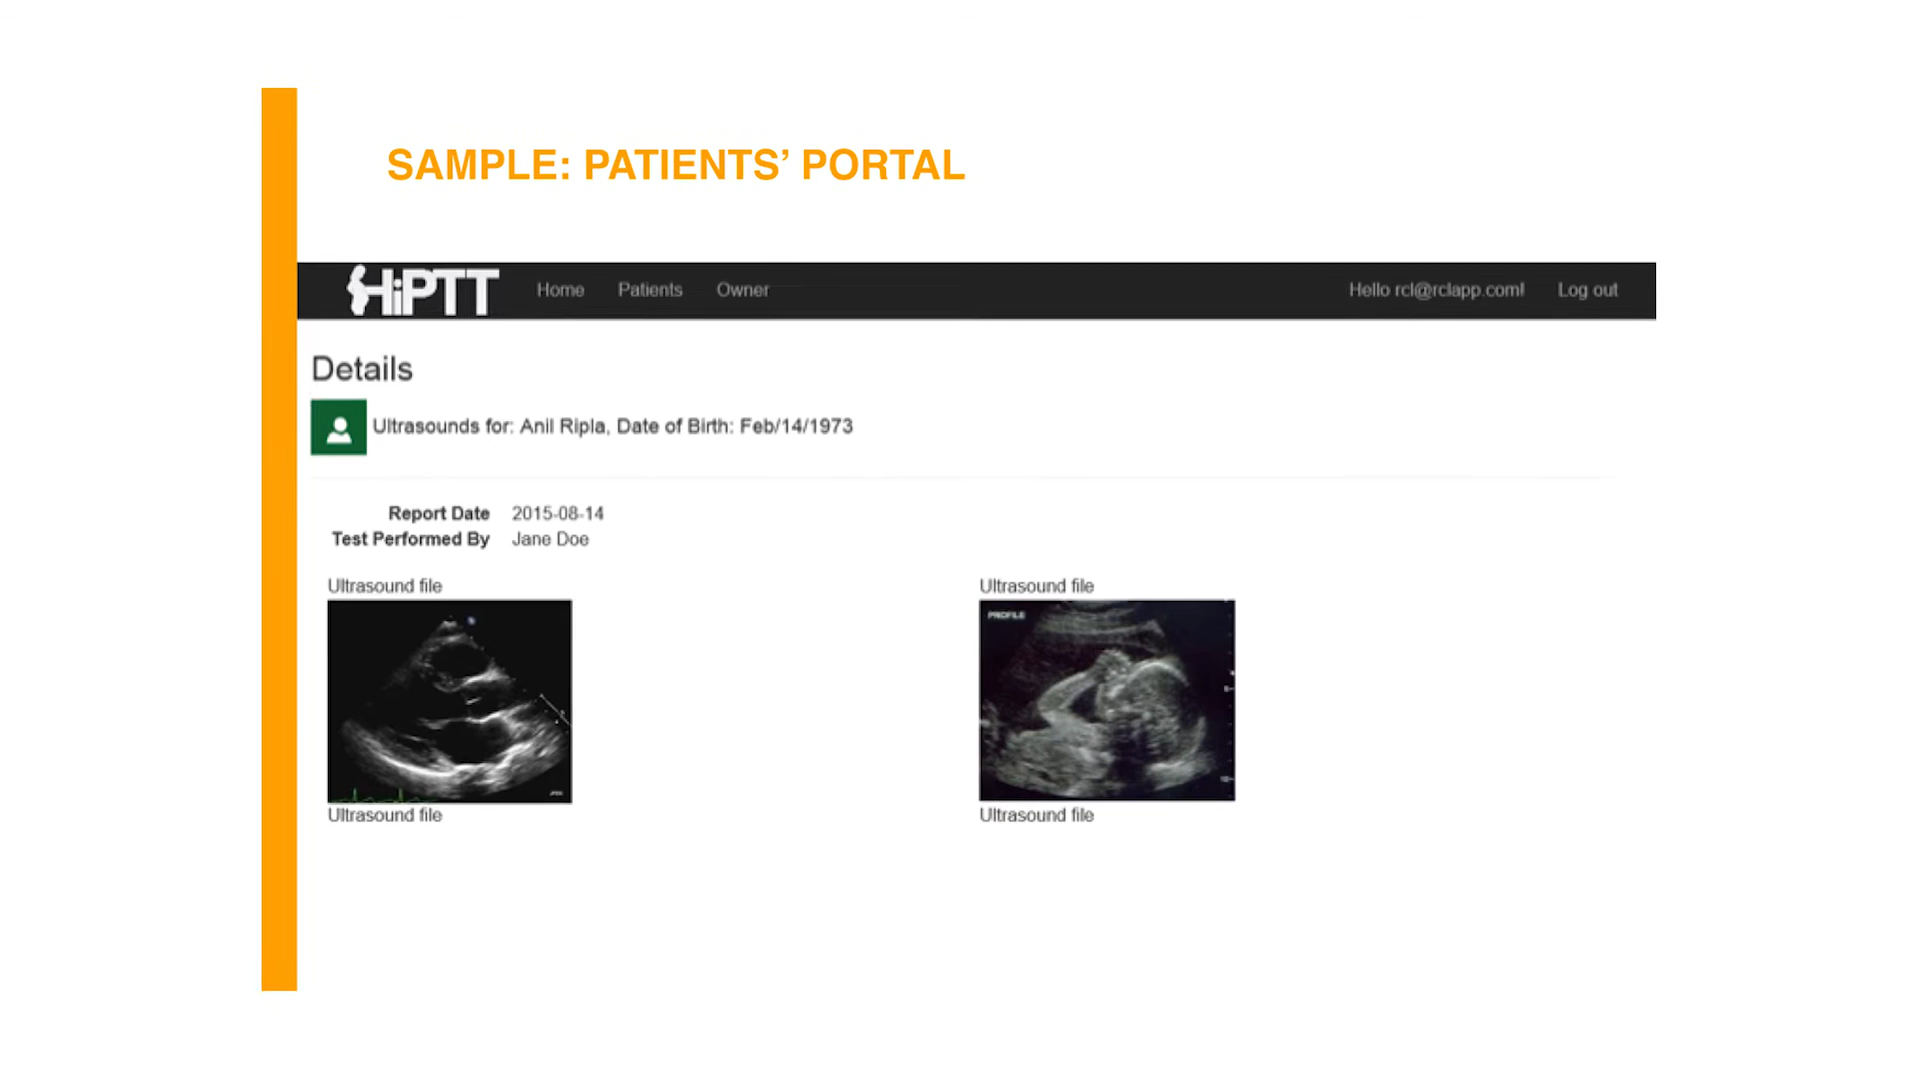 SAMPLE: PATIENTS’ PORTAL
HiPTT Home Patients Owner Hello rcl@rclapp.com! Log out
Details
Ultrasounds for: Anil Ripla, Date of Birth: Feb/14/1973
Report Date 2015-08-14
Test Performed By Jane Doe
Ultrasound file Ultrasound file
PROFILE
Ultrasound file Ultrasound file